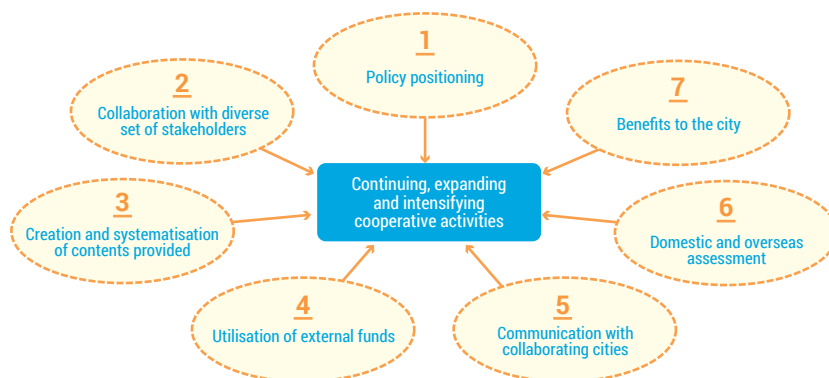 1
Policy positioning
2
Collaboration with diverse
set of stakeholders
3
Creation and systematisation
of contents provided
4
Utilisation of external funds
5
Communication with
collaborating cities
6
Domestic and overseas
assessment
7
Benefits to the city
Continuing, expanding
and intensifying
cooperative activities